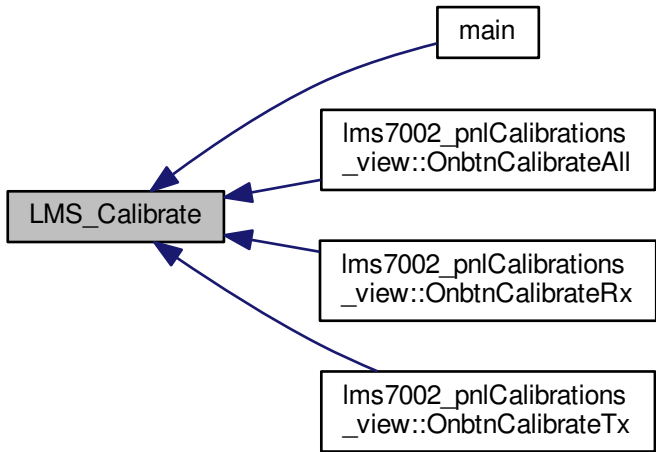 main
lms7002_pnlCalibrations
_view::OnbtnCalibrateAll
LMS_Calibrate
lms7002_pnlCalibrations
_view::OnbtnCalibrateRx
lms7002_pnlCalibrations
_view::OnbtnCalibrateTx